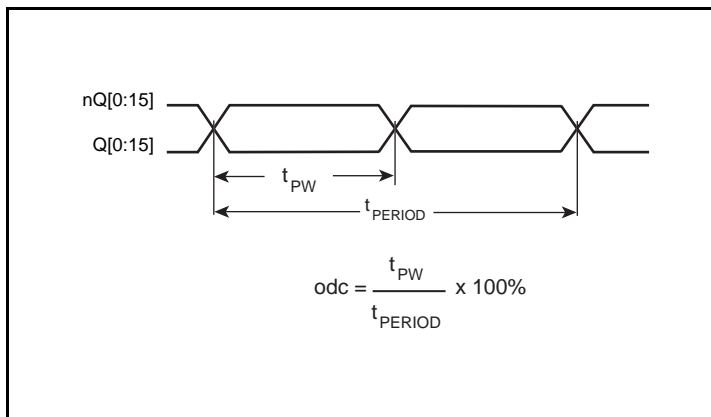 nQ[0:15]
Q[0:15]
tPW
tPERIOD
odc = tPW / tPERIOD x 100%